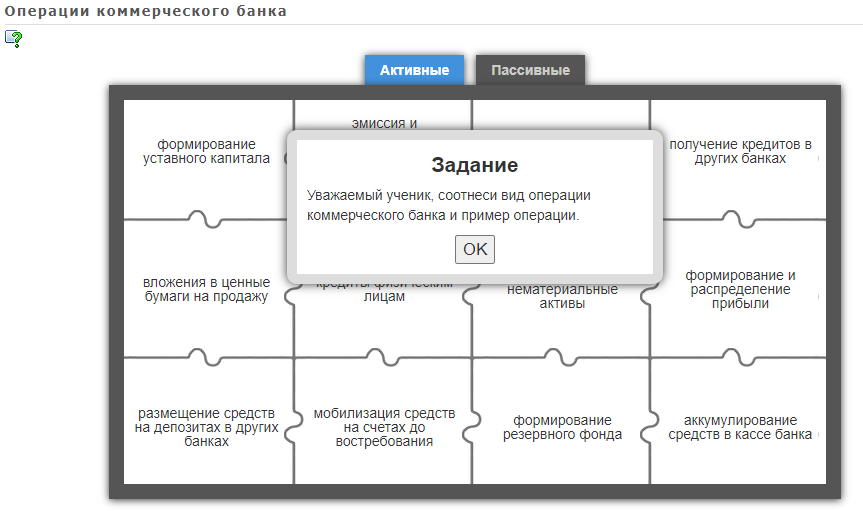 Операции коммерческого банка
Активные
Пассивные
формирование
уставного капитала
эмиссия и
получение кредитов в
других банках
Задание
Уважаемый ученик, соотнеси вид операции
коммерческого банка и пример операции.
OK
вложения в ценные
бумаги на продажу
кредиты физическим
лицам
нематериальные
активы
формирование и
распределение
прибыли
размещение средств
на депозитах в других
банках
мобилизация средств
на счетах до
востребования
формирование
резервного фонда
аккумулирование
средств в кассе банка